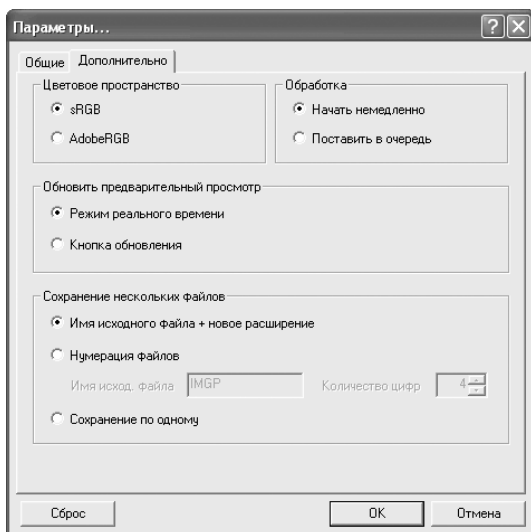 Параметры...
Общие Дополнительно
Цветовое пространство
sRGB
AdobeRGB
Обработка
Начать немедленно
Поставить в очередь
Обновить предварительный просмотр
Режим реального времени
Кнопка обновления
Сохранение нескольких файлов
Имя исходного файла + новое расширение
Нумерация файлов
Имя исход. файла IMGP Количество цифр 4
Сохранение по одному
Сброс OK Отмена